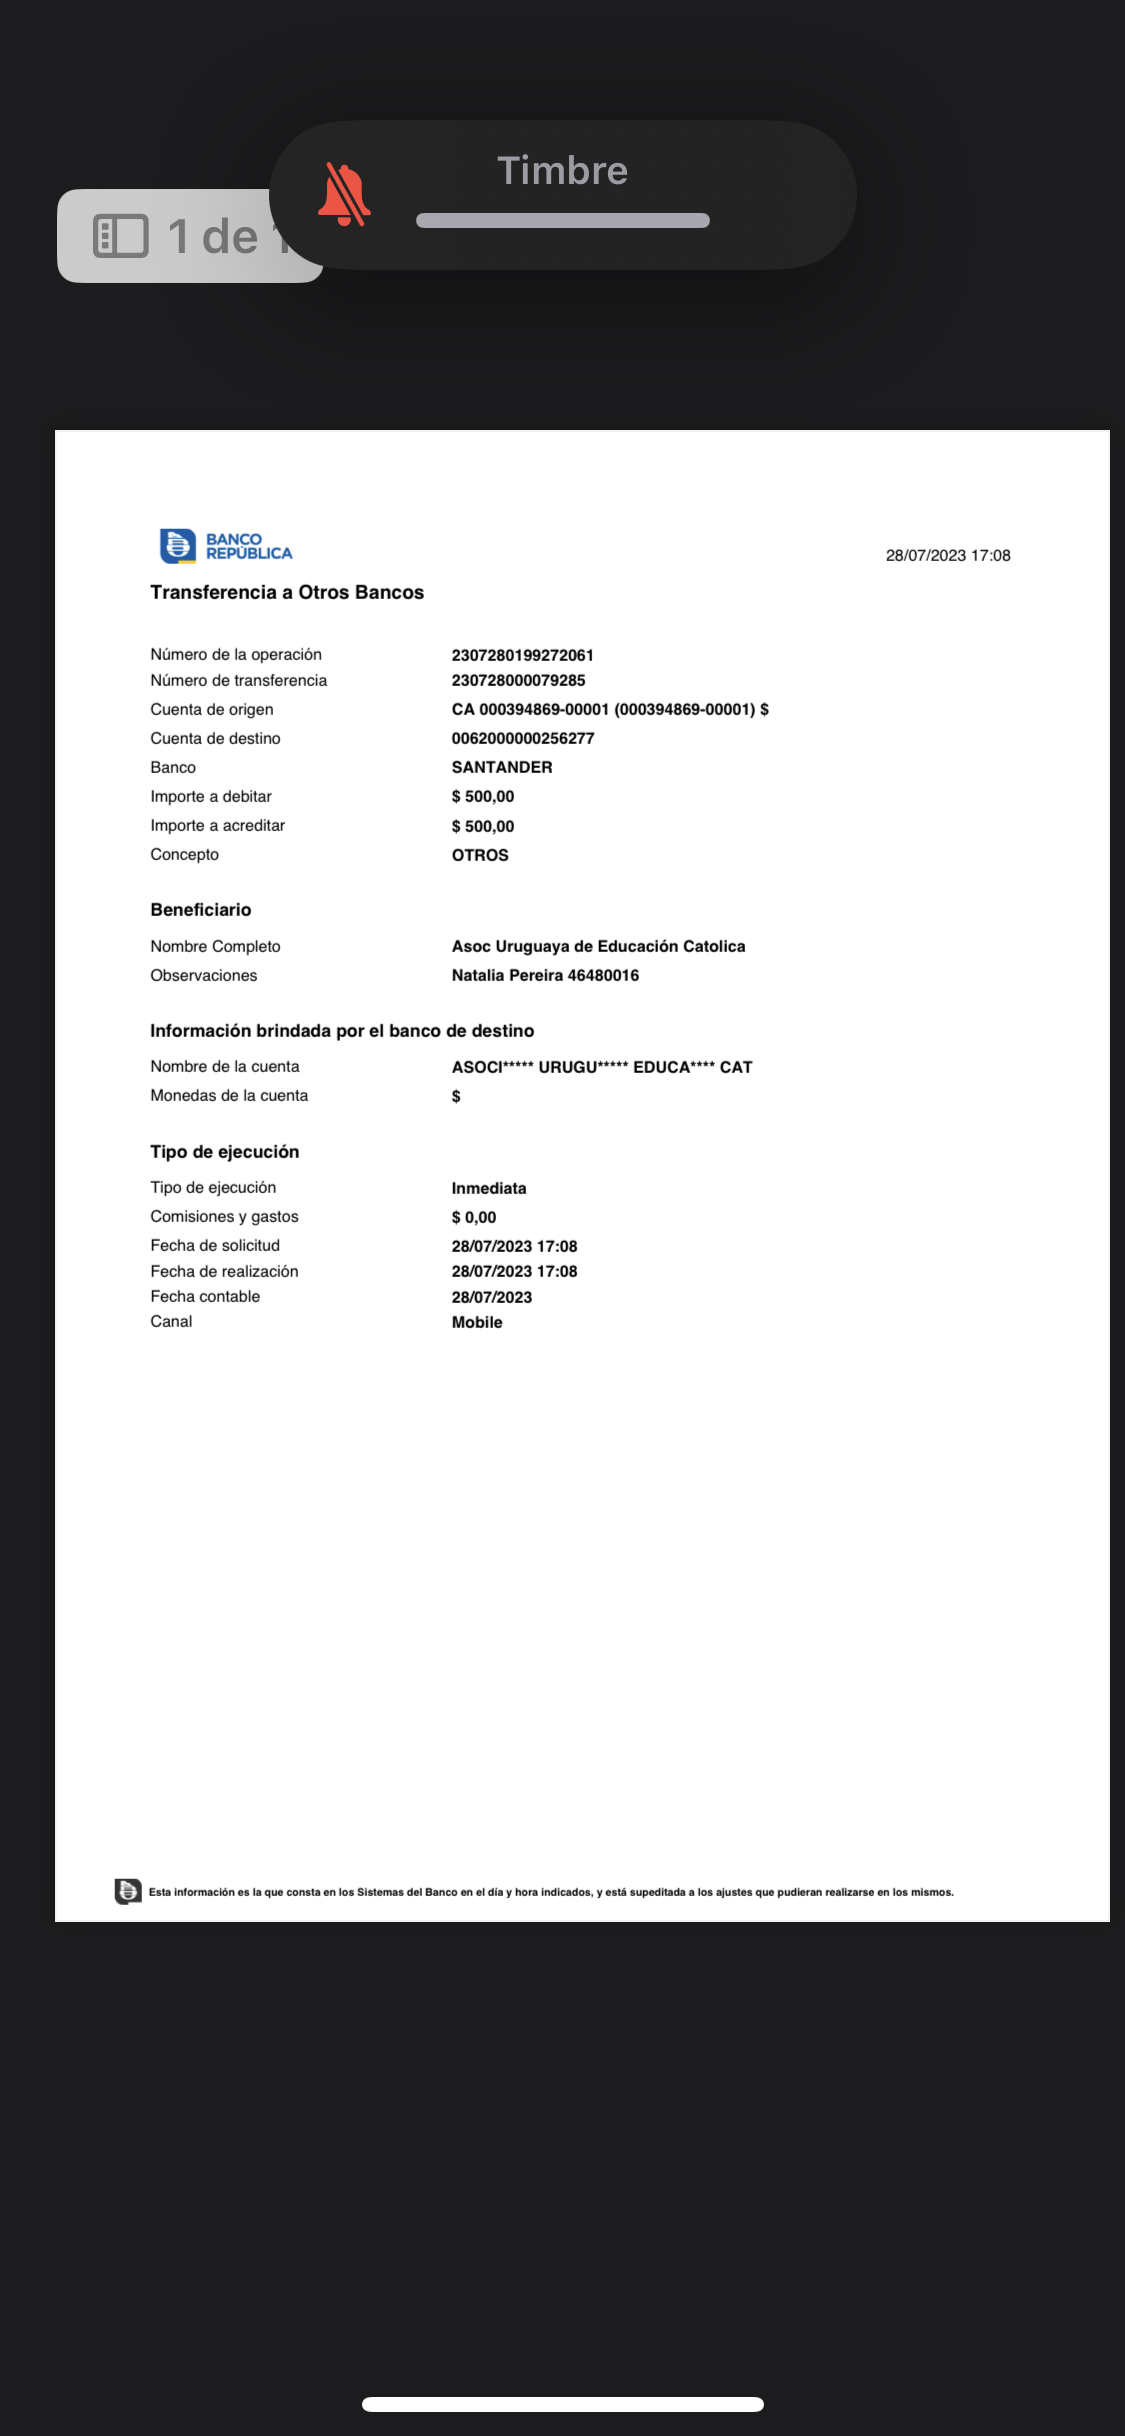 Timbre
1 de 1
BANCO
REPÚBLICA
28/07/2023 17:08
Transferencia a Otros Bancos
Número de la operación 2307280199272061
Número de transferencia 230728000079285
Cuenta de origen CA 000394869-00001 (000394869-00001) $
Cuenta de destino 0062000000256277
Banco SANTANDER
Importe a debitar $ 500,00
Importe a acreditar $ 500,00
Concepto OTROS
Beneficiario
Nombre Completo Asoc Uruguaya de Educación Catolica
Observaciones Natalia Pereira 46480016
Información brindada por el banco de destino
Nombre de la cuenta ASOCI***** URUGU***** EDUCA**** CAT
Monedas de la cuenta $
Tipo de ejecución
Tipo de ejecución Inmediata
Comisiones y gastos $ 0,00
Fecha de solicitud 28/07/2023 17:08
Fecha de realización 28/07/2023 17:08
Fecha contable 28/07/2023
Canal Mobile
Esta información es la que consta en los Sistemas del Banco en el día y hora indicados, y está supeditada a los ajustes que pudieran realizarse en los mismos.